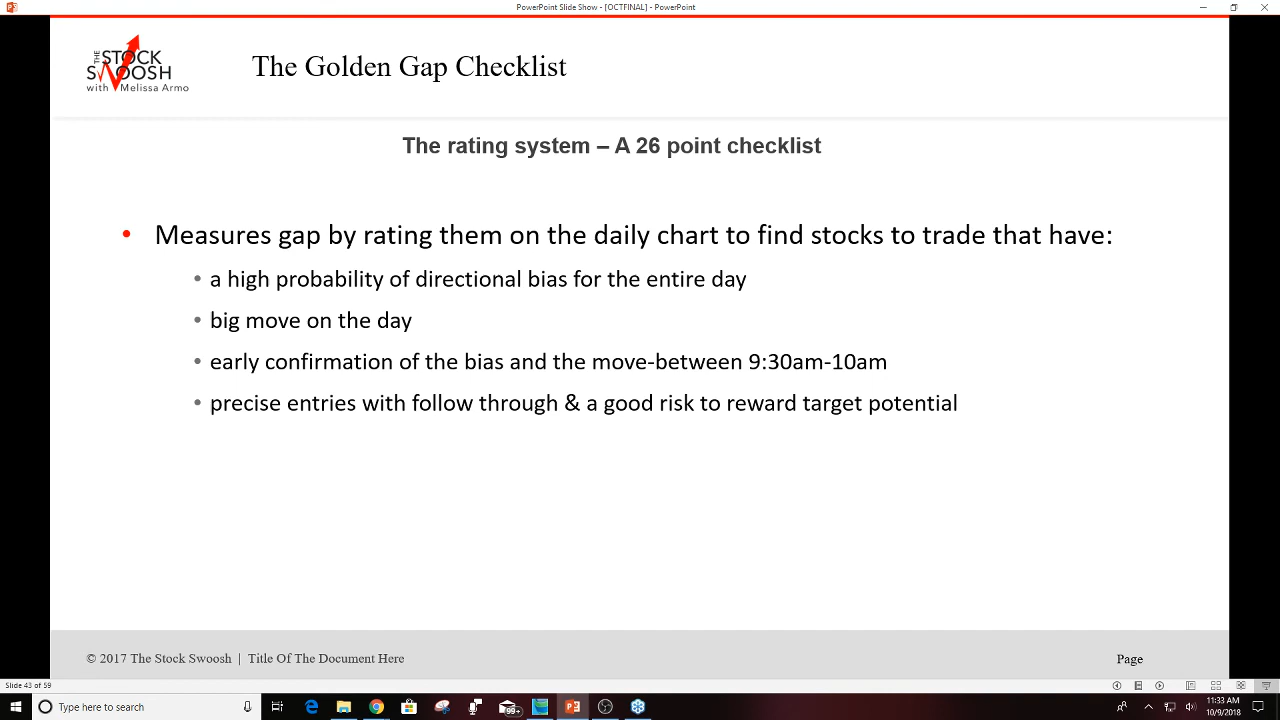 PowerPoint Slide Show - [OCTFINAL] - PowerPoint
THE
STOCK
SWOOSH
with Melissa Armo
The Golden Gap Checklist
The rating system – A 26 point checklist
• Measures gap by rating them on the daily chart to find stocks to trade that have:
• a high probability of directional bias for the entire day
• big move on the day
• early confirmation of the bias and the move-between 9:30am-10am
• precise entries with follow through & a good risk to reward target potential
© 2017 The Stock Swoosh | Title Of The Document Here
Page
Slide 43 of 59
Type here to search
99+
11:33 AM
10/9/2018